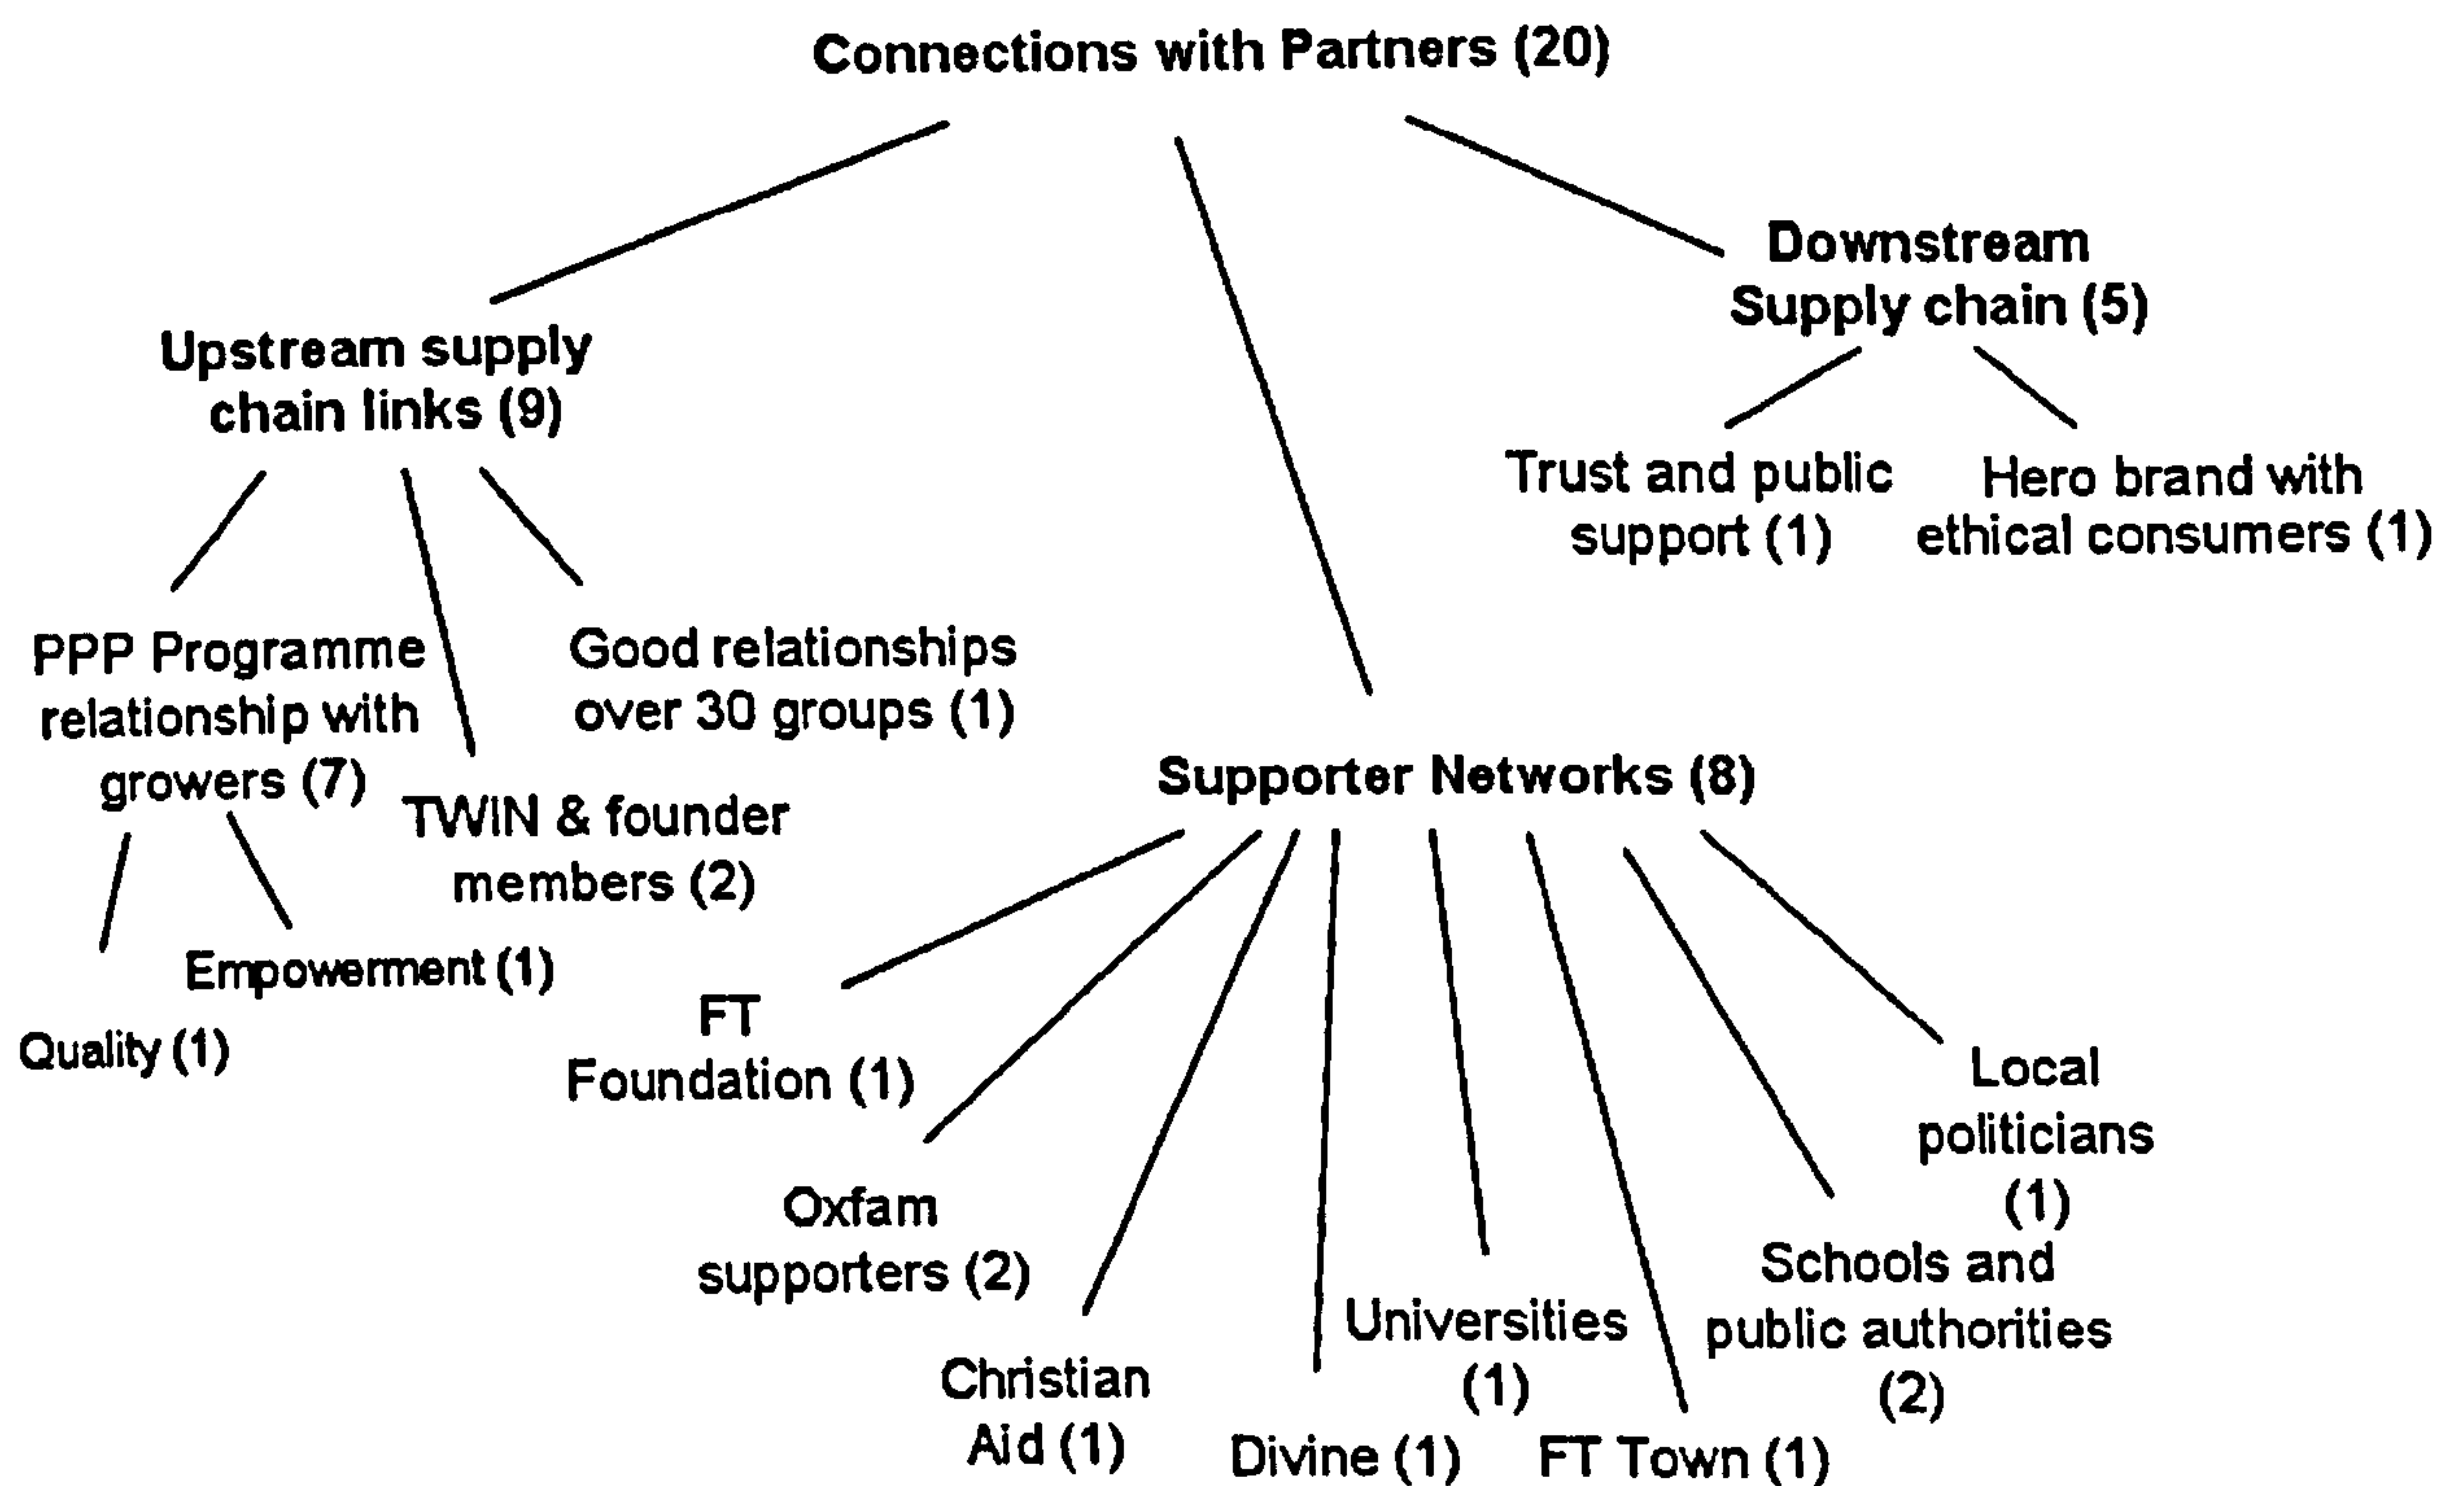 Connections with Partners (20)
Downstream
Supply chain (5)
Upstream supply
chain links (9)
Trust and public
support (1)
Hero brand with
ethical consumers (1)
PPP Programme
relationship with
growers (7)
Good relationships
over 30 groups (1)
TWIN & founder
members (2)
Supporter Networks (8)
Empowerment (1)
Quality (1)
FT
Foundation (1)
Oxfam
supporters (2)
Christian
Aid (1)
Divine (1)
Universities
(1)
FT Town (1)
Schools and
public authorities
(2)
Local
politicians
(1)